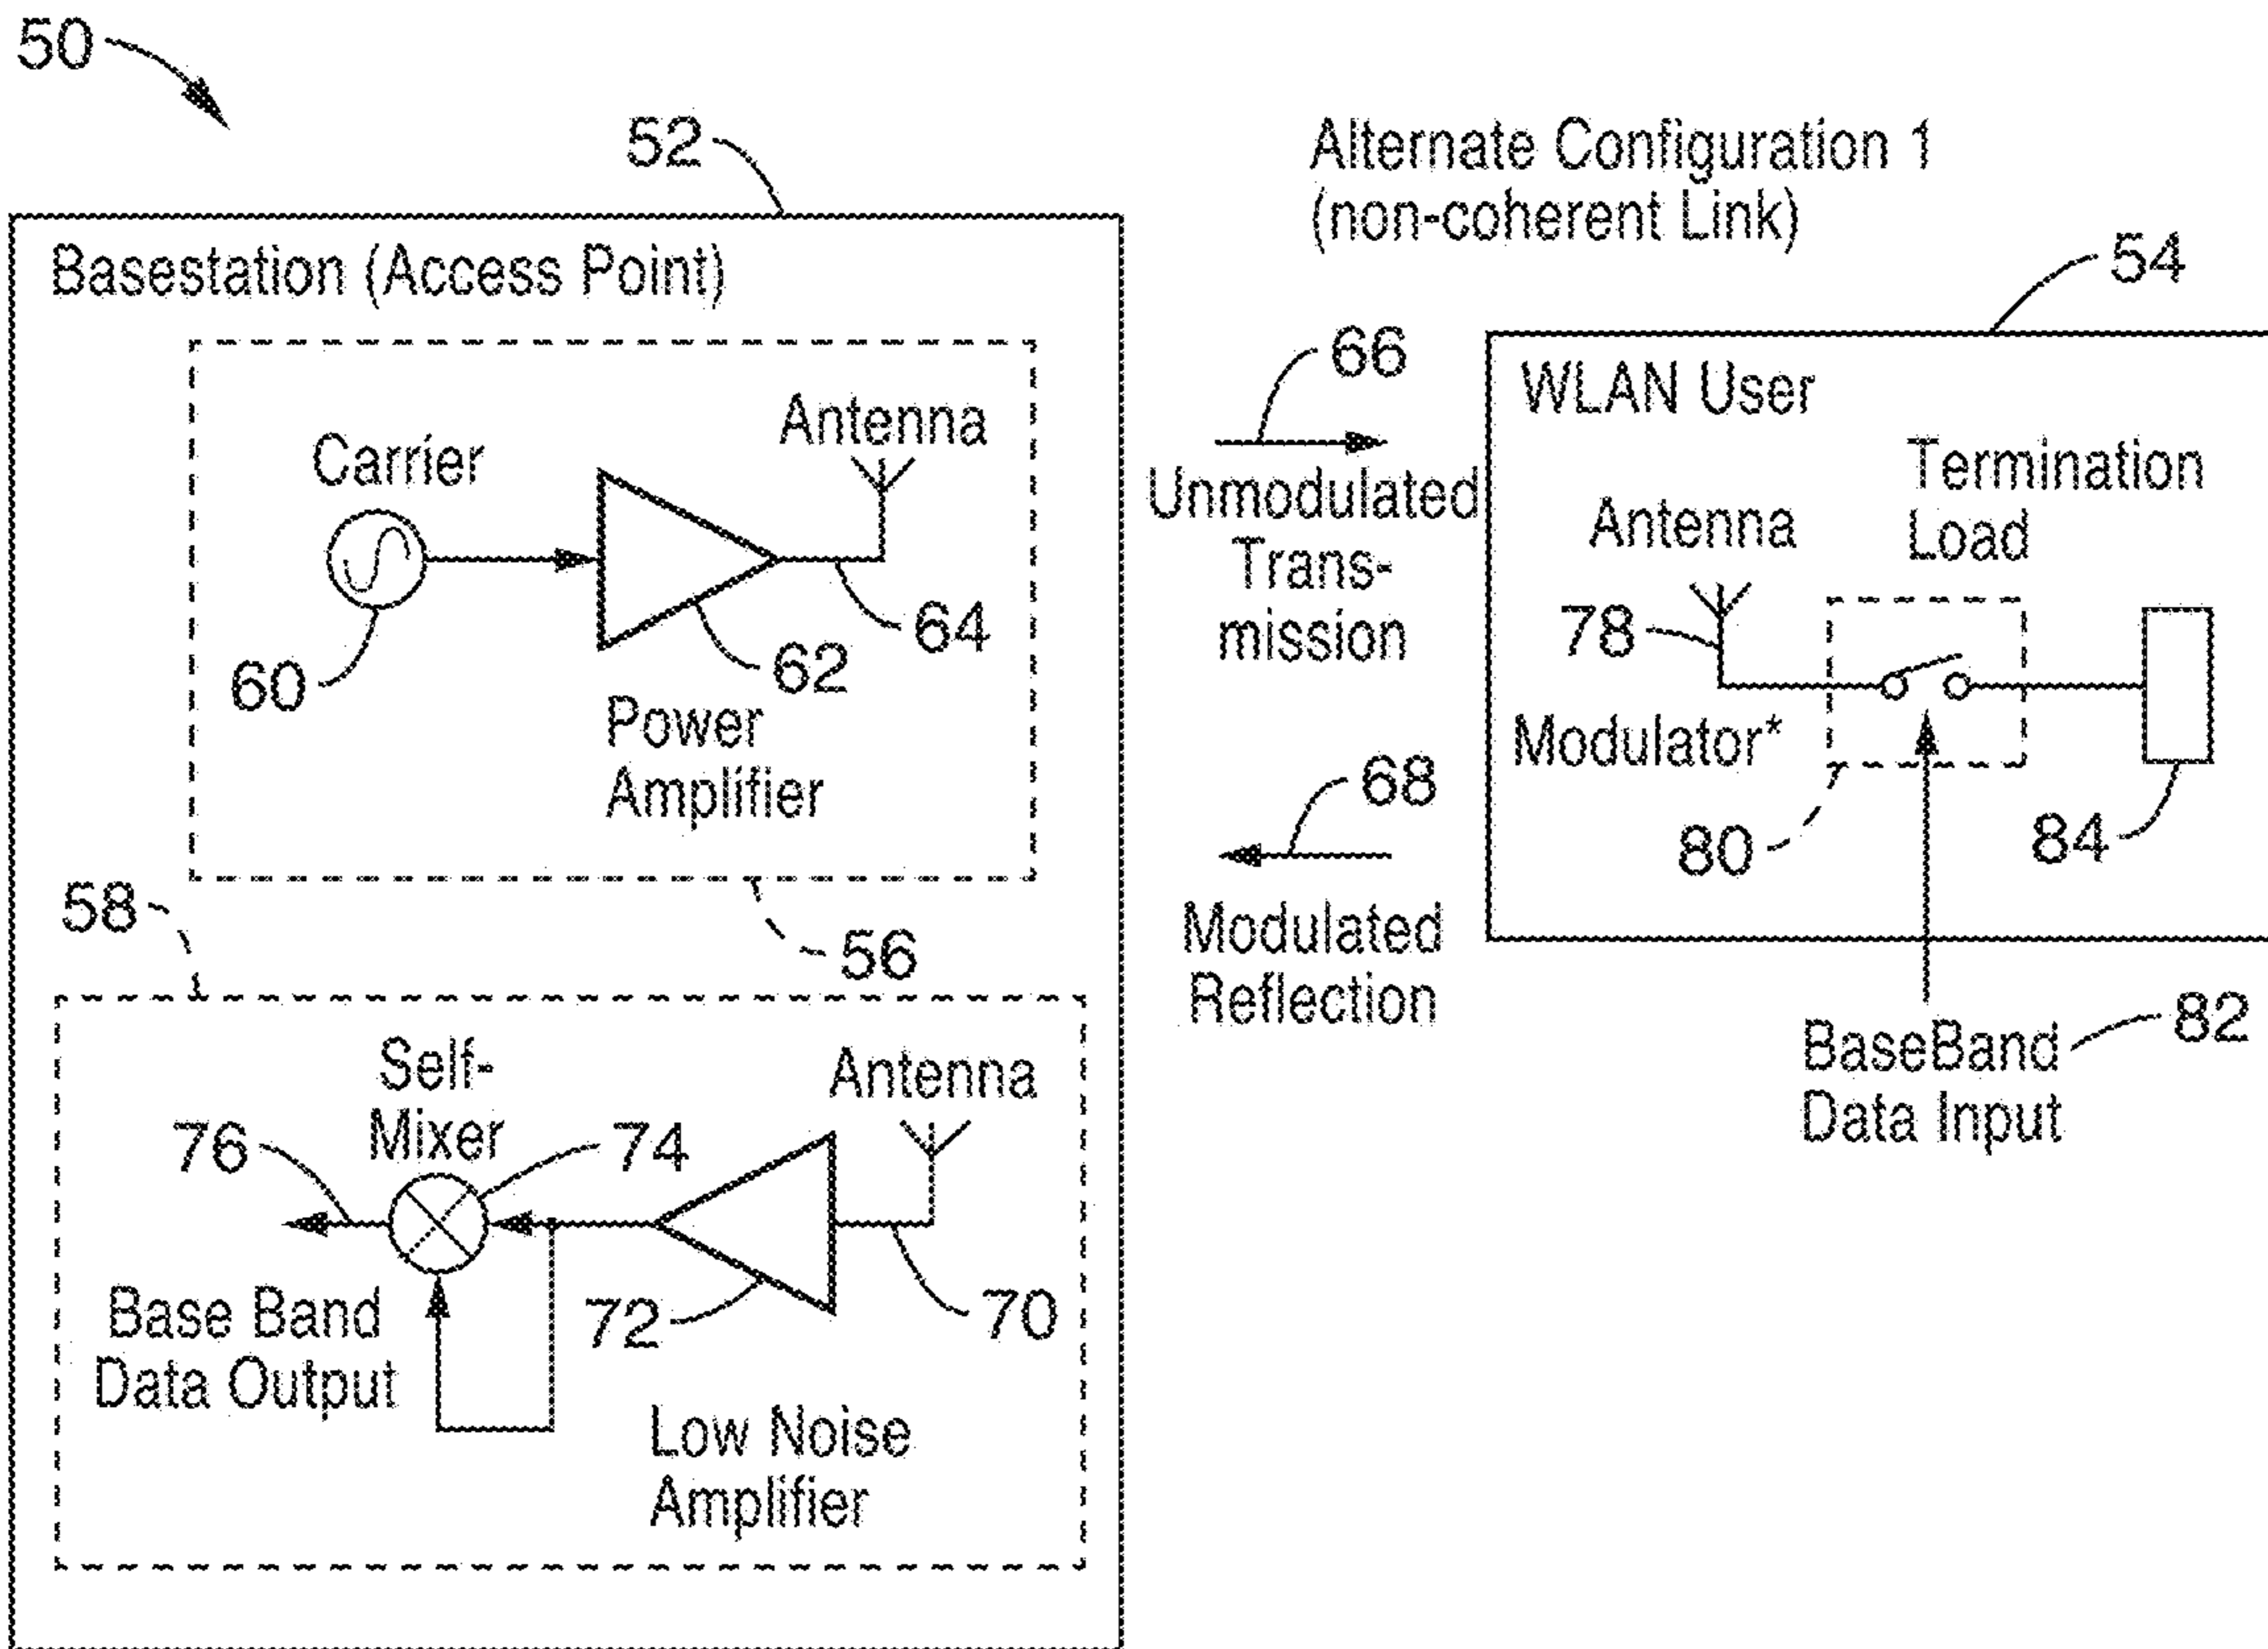 50
52
Alternate Configuration 1
(non-coherent Link)
54
Basestation (Access Point)
66
WLAN User
Carrier
Antenna
Unmodulated
Trans-
mission
Termination
Load
Antenna
60
62
64
Power
Amplifier
78
Modulator*
80
84
68
Modulated
Reflection
58
56
BaseBand
Data Input
82
Self-
Mixer
Antenna
76
74
72
70
Base Band
Data Output
Low Noise
Amplifier